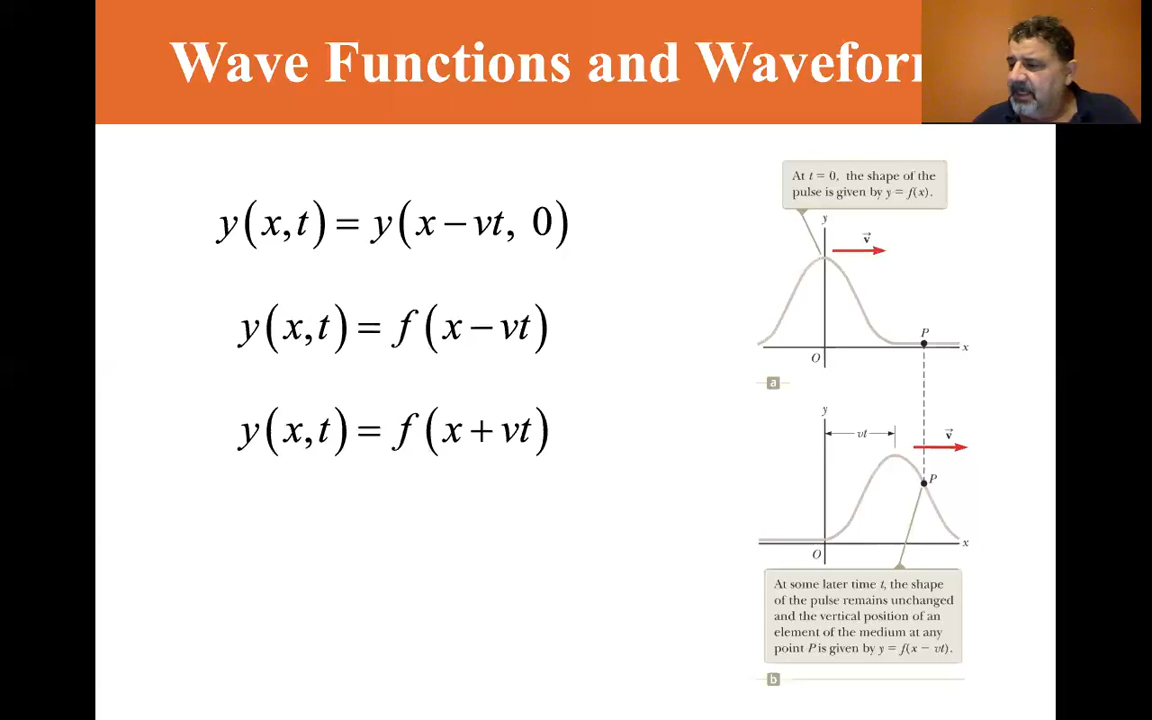 Wave Functions and Wavefor
y(x,t) = y(x − vt, 0)
y(x,t) = f(x − vt)
y(x,t) = f(x + vt)
At t = 0, the shape of the
pulse is given by y = f(x).
y
v⃗
P
x
O
a
y
vt
v⃗
P
x
O
At some later time t, the shape
of the pulse remains unchanged
and the vertical position of an
element of the medium at any
point P is given by y = f(x − vt).
b